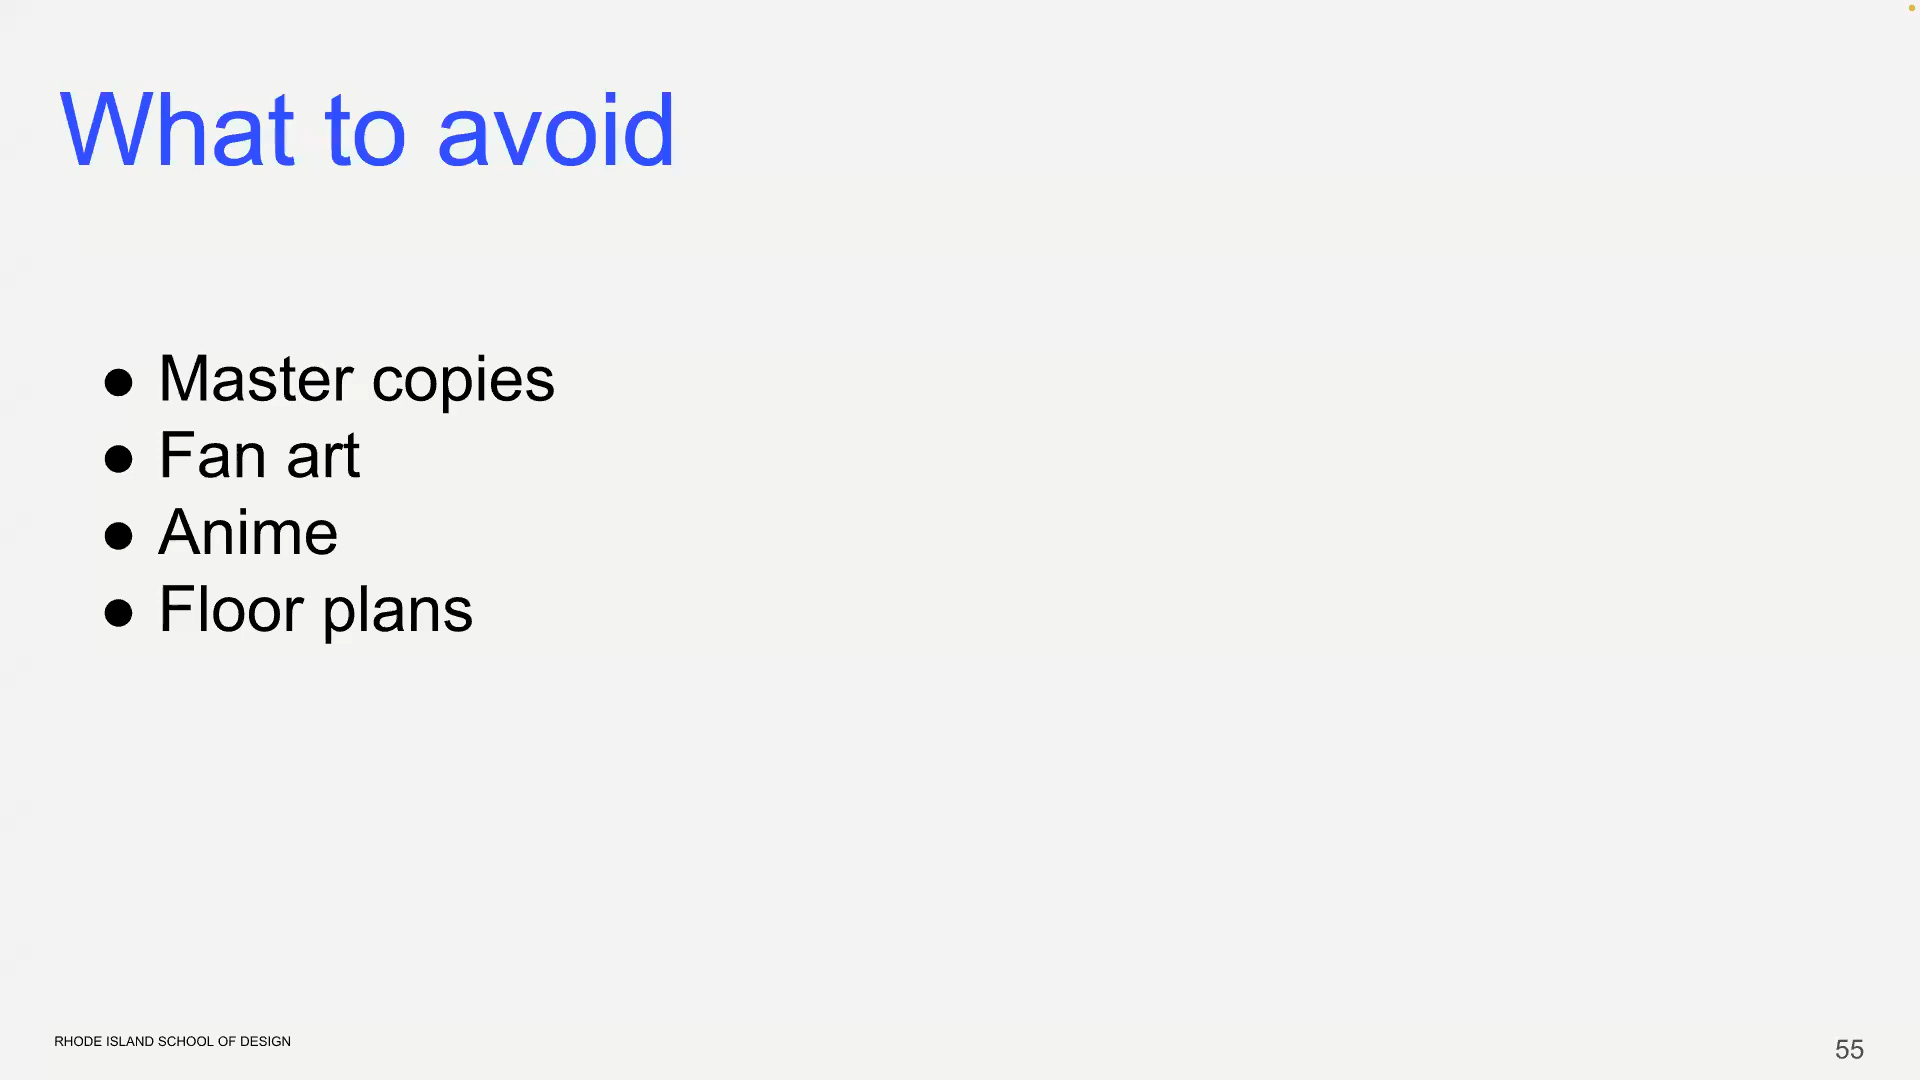 What to avoid
● Master copies
● Fan art
● Anime
● Floor plans
RHODE ISLAND SCHOOL OF DESIGN
55